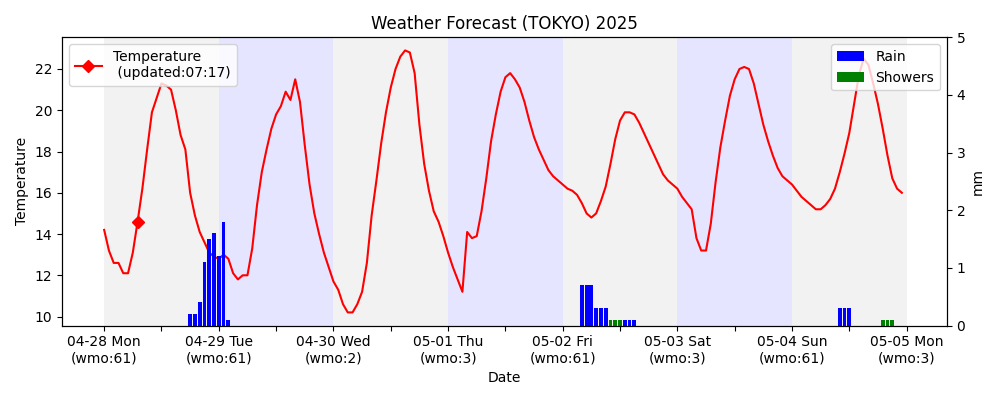 Weather Forecast (TOKYO) 2025
Temperature
(updated:07:17)
Rain
Showers
22
20
18
16
14
12
10
Temperature
5
4
3
2
1
0
mm
04-28 Mon
(wmo:61)
04-29 Tue
(wmo:61)
04-30 Wed
(wmo:2)
05-01 Thu
(wmo:3)
05-02 Fri
(wmo:61)
05-03 Sat
(wmo:3)
05-04 Sun
(wmo:61)
05-05 Mon
(wmo:3)
Date